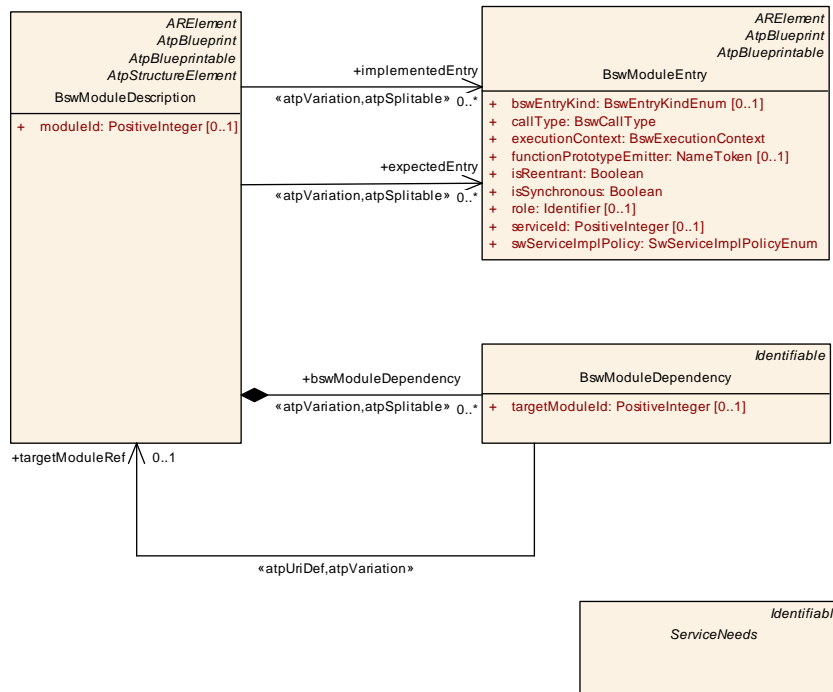 ARElement
AtpBlueprint
AtpBlueprintable
AtpStructureElement
BswModuleDescription
+ moduleId: PositiveInteger [0..1]
+implementedEntry
«atpVariation,atpSplitable» 0..*
+expectedEntry
«atpVariation,atpSplitable» 0..*
ARElement
AtpBlueprint
AtpBlueprintable
BswModuleEntry
+ bswEntryKind: BswEntryKindEnum [0..1]
+ callType: BswCallType
+ executionContext: BswExecutionContext
+ functionPrototypeEmitter: NameToken [0..1]
+ isReentrant: Boolean
+ isSynchronous: Boolean
+ role: Identifier [0..1]
+ serviceId: PositiveInteger [0..1]
+ swServiceImplPolicy: SwServiceImplPolicyEnum
+bswModuleDependency
«atpVariation,atpSplitable» 0..*
Identifiable
BswModuleDependency
+ targetModuleId: PositiveInteger [0..1]
+targetModuleRef 0..1
«atpUriDef,atpVariation»
Identifiabl
ServiceNeeds